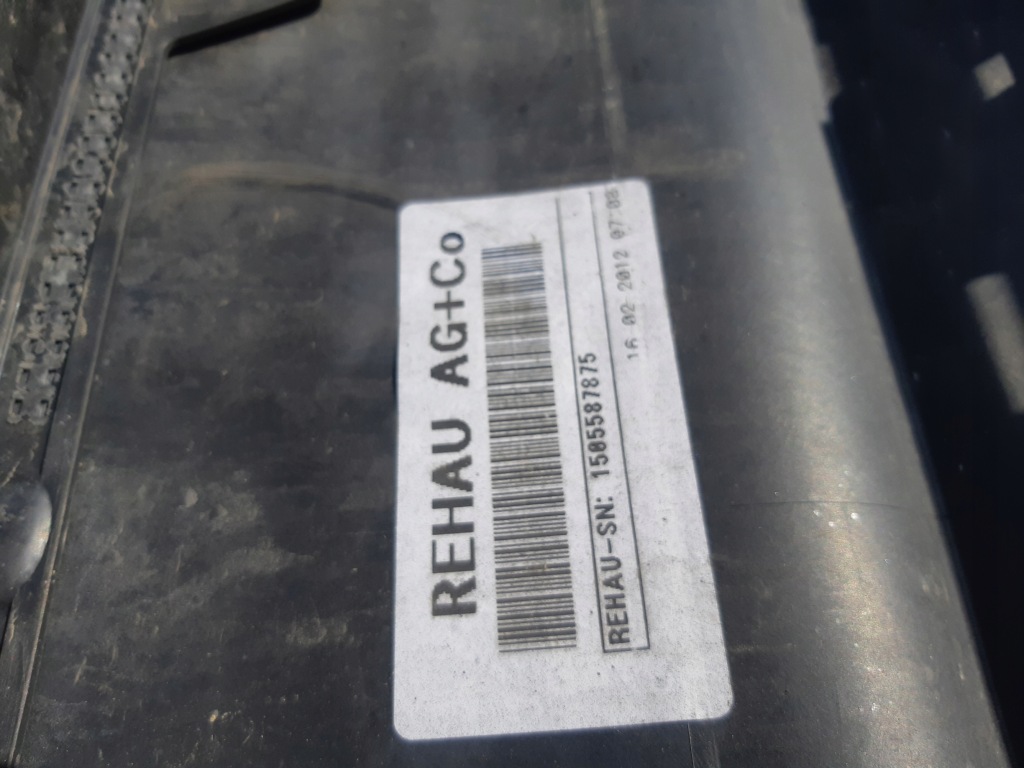 REHAU AG+Co
REHAU-SN: 1505587875
16 02 2012 07:08